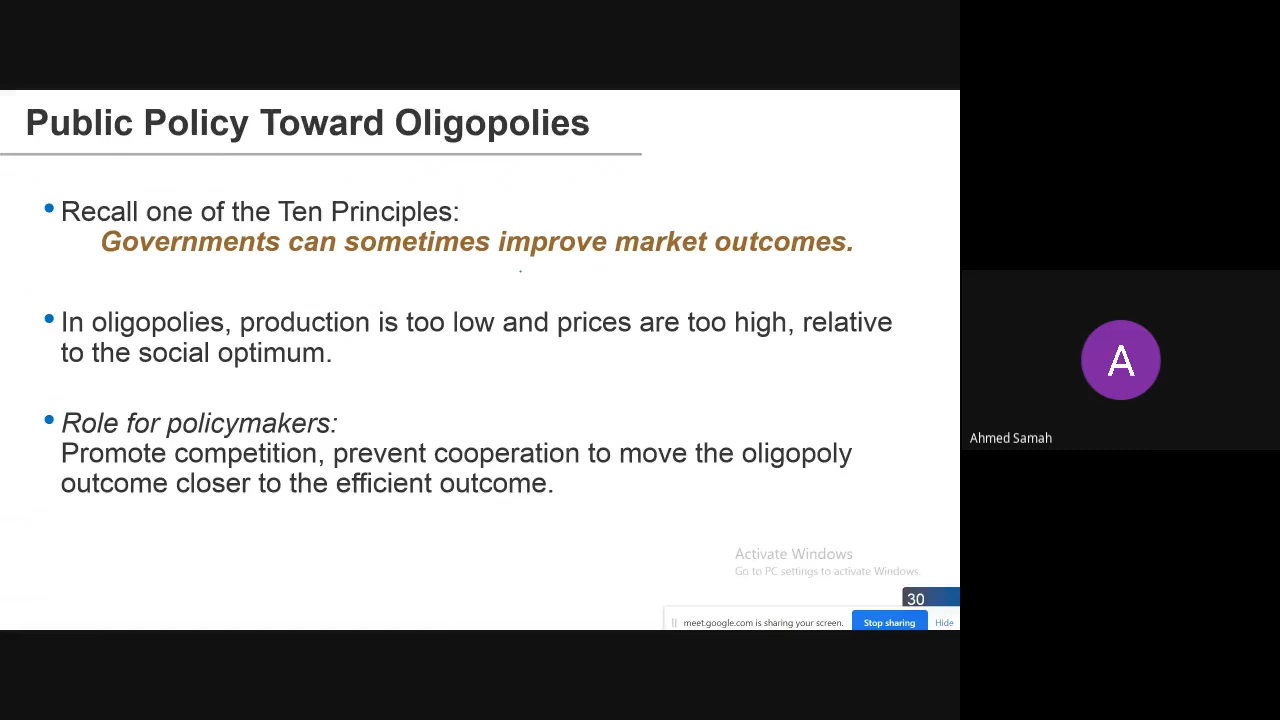 Public Policy Toward Oligopolies
• Recall one of the Ten Principles:
Governments can sometimes improve market outcomes.
• In oligopolies, production is too low and prices are too high, relative
to the social optimum.
• Role for policymakers:
Promote competition, prevent cooperation to move the oligopoly
outcome closer to the efficient outcome.
Activate Windows
Go to PC settings to activate Windows.
30
meet.google.com is sharing your screen. Stop sharing Hide
A
Ahmed Samah